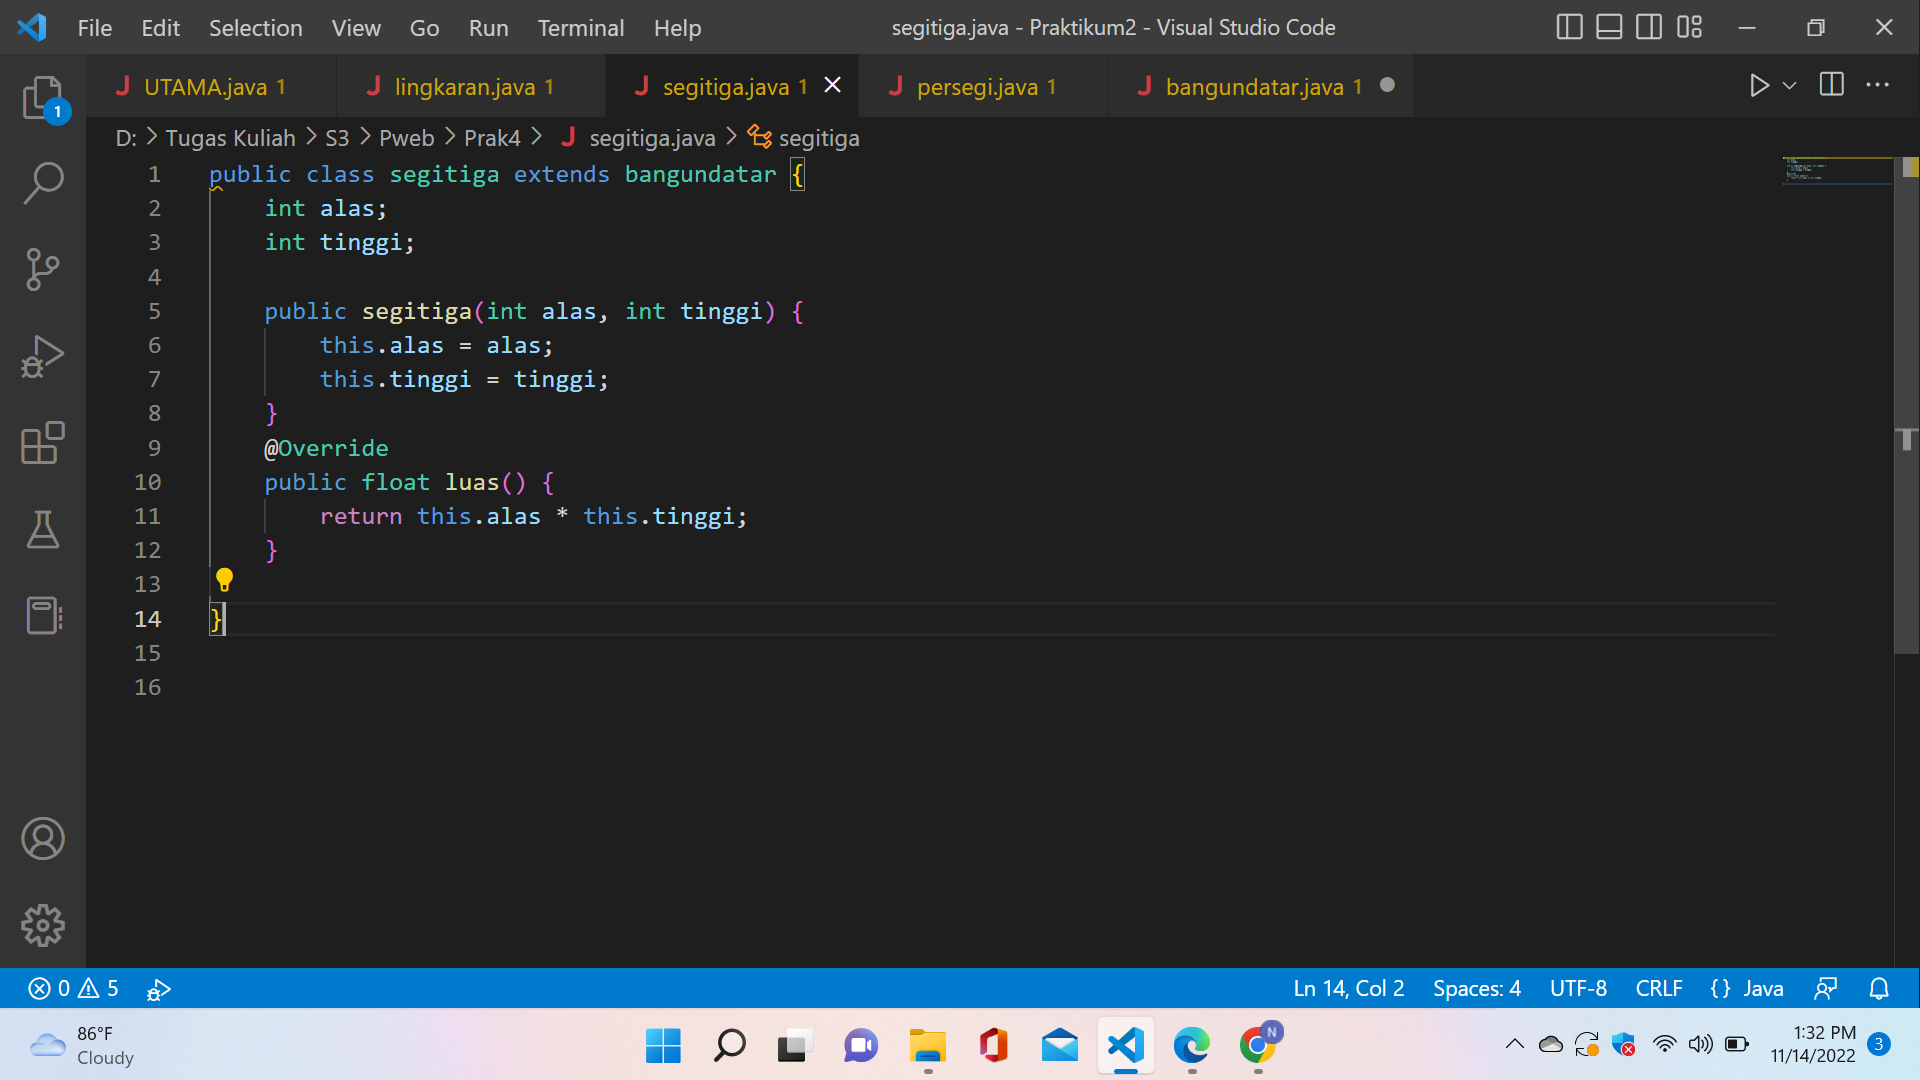 File Edit Selection View Go Run Terminal Help segitiga.java - Praktikum2 - Visual Studio Code
1 UTAMA.java 1 lingkaran.java 1 segitiga.java 1 persegi.java 1 bangundatar.java 1
D: > Tugas Kuliah > S3 > Pweb > Prak4 > segitiga.java > segitiga
1 public class segitiga extends bangundatar {
2     int alas;
3     int tinggi;
4
5     public segitiga(int alas, int tinggi) {
6         this.alas = alas;
7         this.tinggi = tinggi;
8     }
9     @Override
10     public float luas() {
11         return this.alas * this.tinggi;
12     }
13
14 }
15
16
0 5 Ln 14, Col 2 Spaces: 4 UTF-8 CRLF {} Java
86°F N 1:32 PM
Cloudy 11/14/2022 3